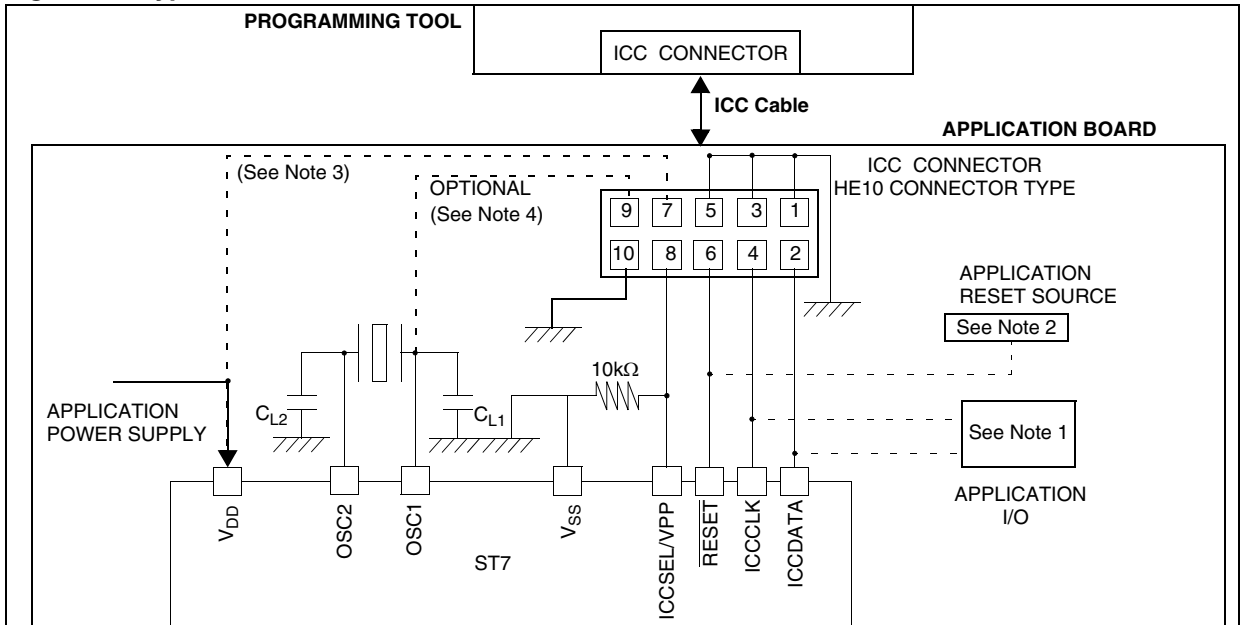 PROGRAMMING TOOL
ICC CONNECTOR
ICC Cable
APPLICATION BOARD
(See Note 3)
OPTIONAL
(See Note 4)
ICC CONNECTOR
HE10 CONNECTOR TYPE
9 7 5 3 1
10 8 6 4 2
APPLICATION
RESET SOURCE
See Note 2
10kΩ
APPLICATION
POWER SUPPLY
CL2
CL1
See Note 1
APPLICATION
I/O
VDD
OSC2
OSC1
VSS
ICCSEL/VPP
RESET
ICCCLK
ICCDATA
ST7